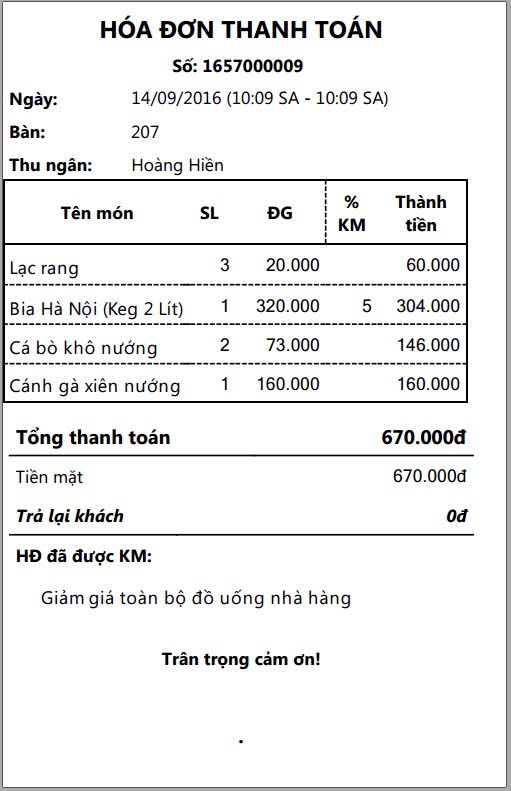 HÓA ĐƠN THANH TOÁN
Số: 1657000009
Ngày: 14/09/2016 (10:09 SA - 10:09 SA)
Bàn: 207
Thu ngân: Hoàng Hiền
Tên món SL ĐG % KM Thành tiền
Lạc rang 3 20.000 60.000
Bia Hà Nội (Keg 2 Lít) 1 320.000 5 304.000
Cá bò khô nướng 2 73.000 146.000
Cánh gà xiên nướng 1 160.000 160.000
Tổng thanh toán 670.000đ
Tiền mặt 670.000đ
Trả lại khách 0đ
HĐ đã được KM:
Giảm giá toàn bộ đồ uống nhà hàng
Trân trọng cảm ơn!
.